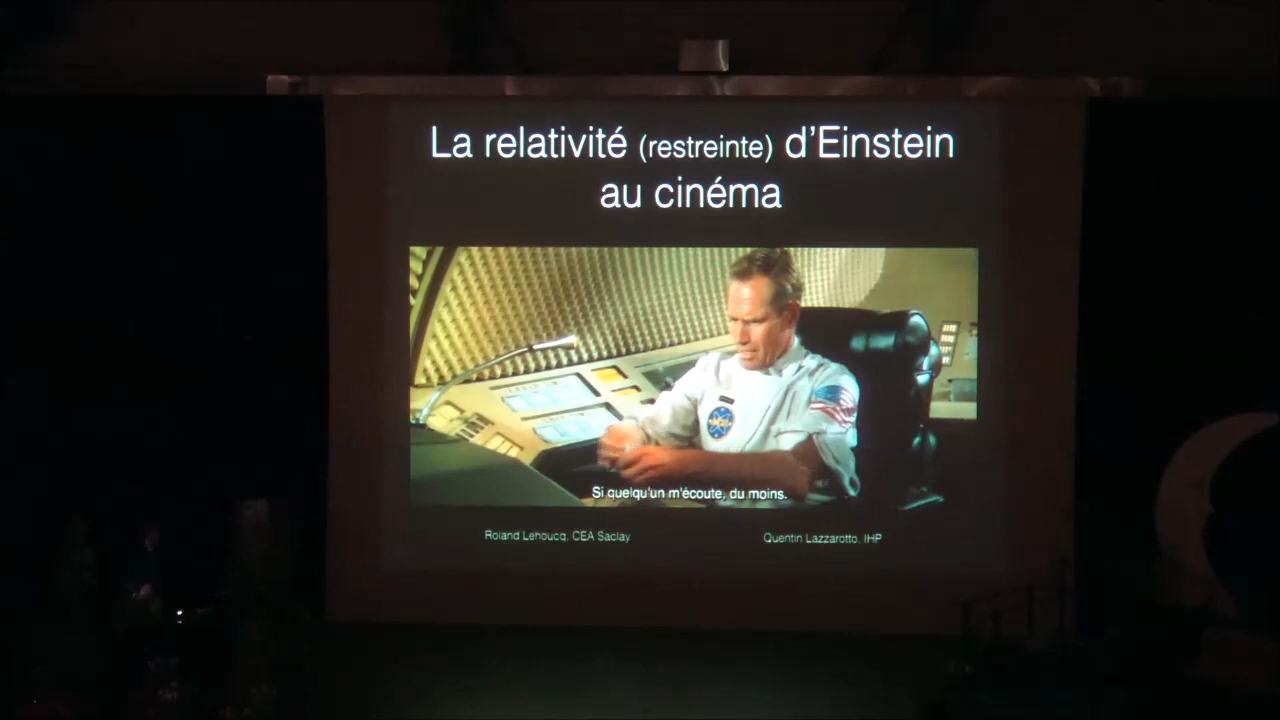 La relativité (restreinte) d'Einstein
au cinéma
Si quelqu'un m'écoute, du moins.
Roland Lehoucq, CEA Saclay
Quentin Lazzarotto, IHP